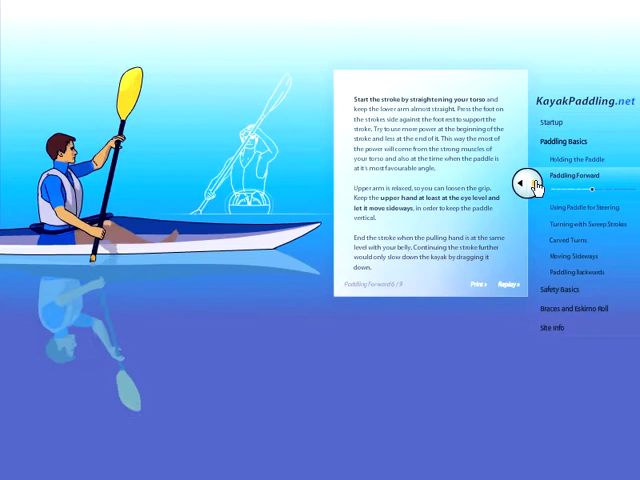 Start the stroke by straightening your torso and
keep the lower arm almost straight. Press the foot on
the strokes side against the foot rest to support the
stroke. Try to use more power at the beginning of the
stroke and less at the end of it. This way the most of
the power will come from the strong muscles of
your torso and also at the time when the paddle is
at it's most favourable angle.
Upper arm is relaxed, so you can loosen the grip.
Keep the upper hand at least at the eye level and
let it move sideways, in order to keep the paddle
vertical.
End the stroke when the pulling hand is at the same
level with your belly. Continuing the stroke further
would only slow down the kayak by dragging it
down.
Paddling Forward 6 / 9 Print » Replay »
KayakPaddling.net
Startup
Paddling Basics
Holding the Paddle
Paddling Forward
Using Paddle for Steering
Turning with Sweep Strokes
Carved Turns
Moving Sideways
Paddling Backwards
Safety Basics
Braces and Eskimo Roll
Site Info